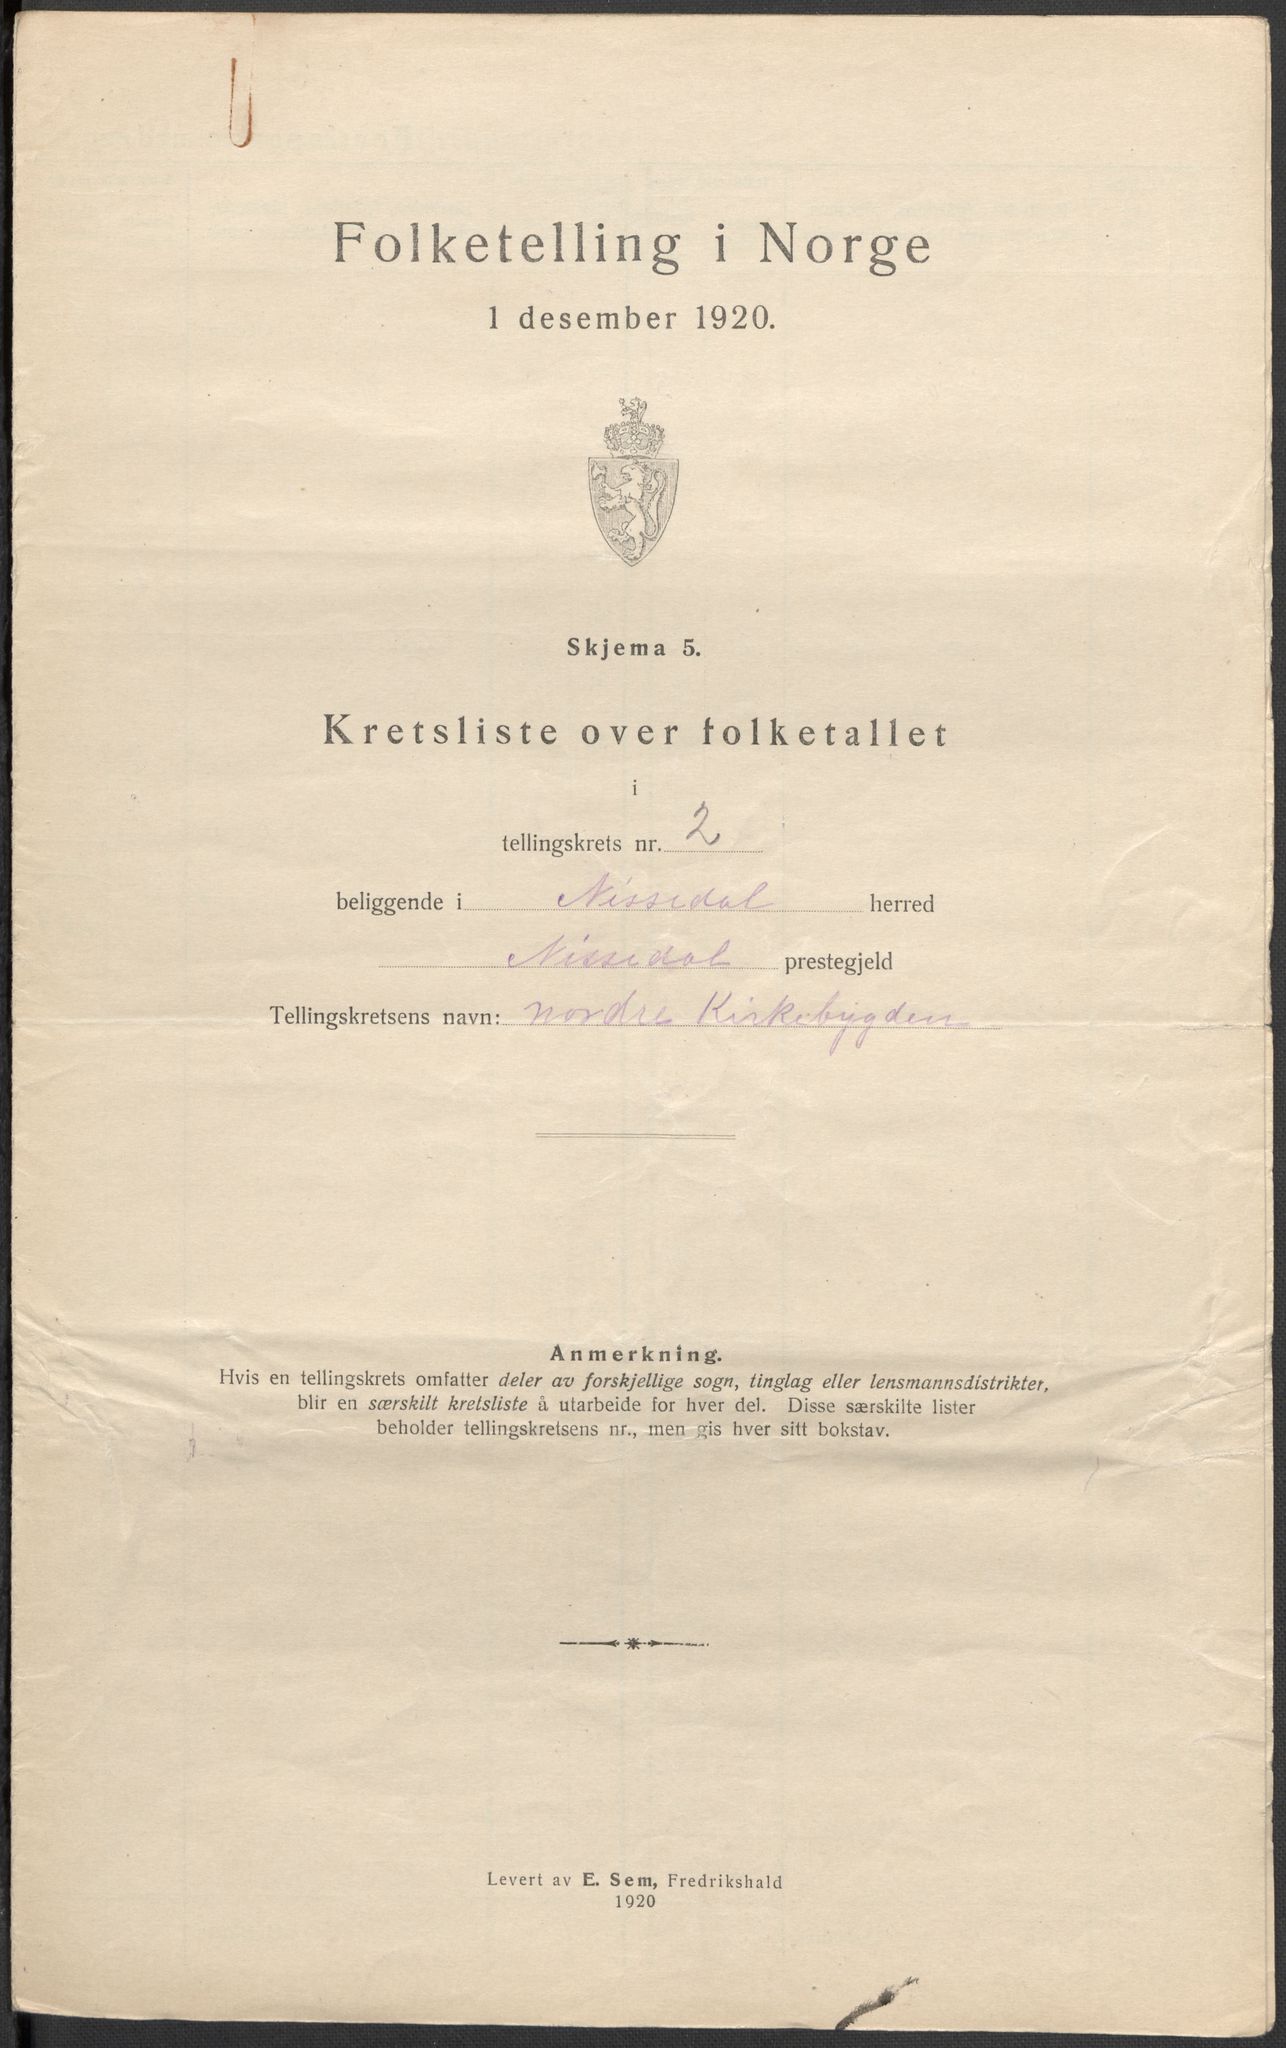 Folketelling i Norge
1 desember 1920.
Skjema 5.
Kretsliste over folketallet
i
tellingskrets nr. 2
beliggende i Nissedal herred
Nissedal prestegjeld
Tellingskretsens navn: nordre Kirkebygden
Anmerkning.
Hvis en tellingskrets omfatter deler av forskjellige sogn, tinglag eller lensmannsdistrikter,
blir en særskilt kretsliste å utarbeide for hver del. Disse særskilte lister
beholder tellingskretsens nr., men gis hver sitt bokstav.
Levert av E. Sem, Fredrikshald
1920